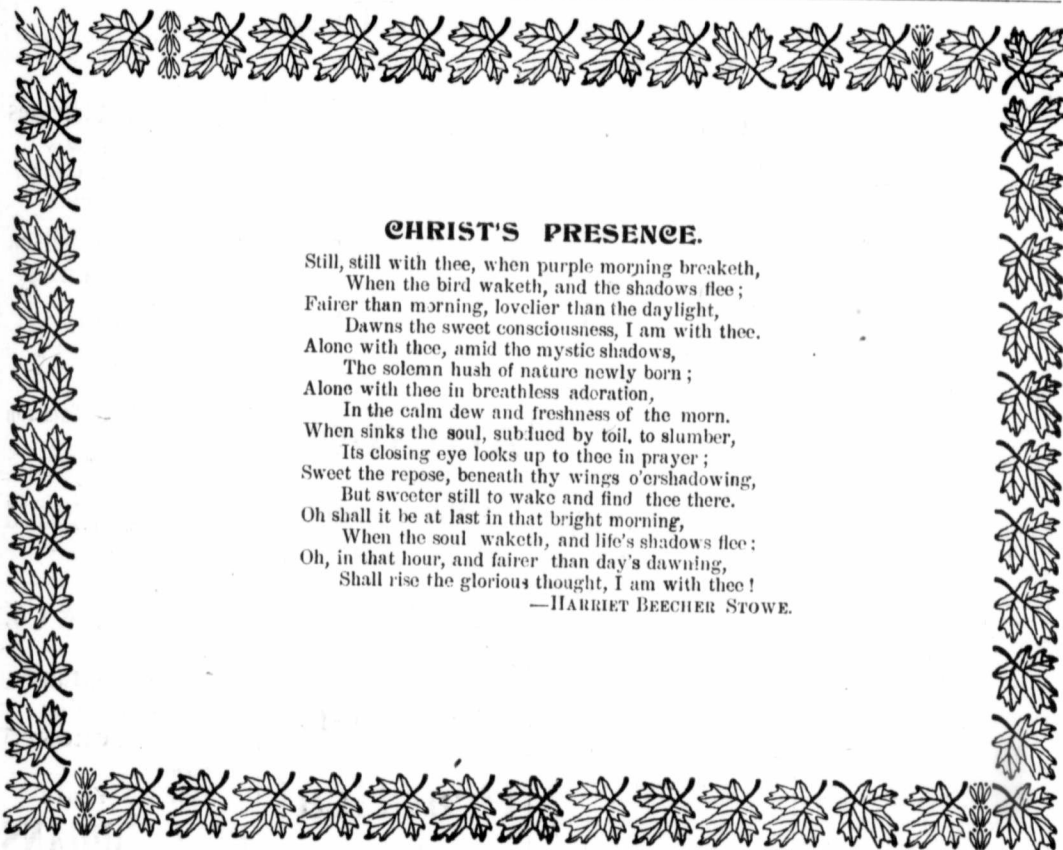 CHRIST'S PRESENCE.
Still, still with thee, when purple morning breaketh,
When the bird waketh, and the shadows flee;
Fairer than morning, lovelier than the daylight,
Dawns the sweet consciousness, I am with thee.
Alone with thee, amid the mystic shadows,
The solemn hush of nature newly born;
Alone with thee in breathless adoration,
In the calm dew and freshness of the morn.
When sinks the soul, subdued by toil, to slumber,
Its closing eye looks up to thee in prayer;
Sweet the repose, beneath thy wings o'ershadowing,
But sweeter still to wake and find thee there.
Oh shall it be at last in that bright morning,
When the soul waketh, and life's shadows flee;
Oh, in that hour, and fairer than day's dawning,
Shall rise the glorious thought, I am with thee!
—HARRIET BEECHER STOWE.